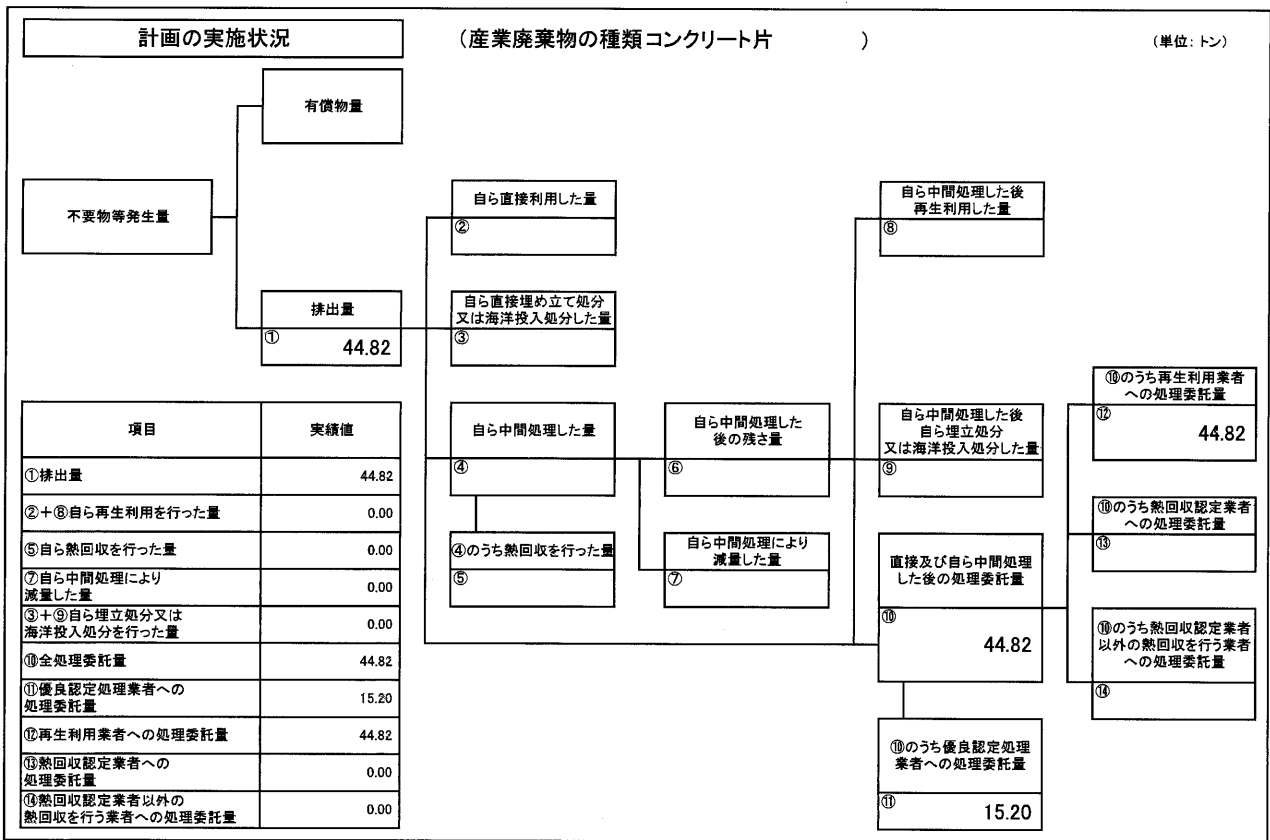 計画の実施状況
(産業廃棄物の種類コンクリート片 )
(単位:トン)
有償物量
不要物等発生量
排出量
①
44.82
自ら直接利用した量
②
自ら直接埋め立て処分
又は海洋投入処分した量
③
自ら中間処理した量
④
④のうち熱回収を行った量
⑤
自ら中間処理した
後の残さ量
⑥
自ら中間処理により
減量した量
⑦
自ら中間処理した後
再生利用した量
⑧
自ら中間処理した後
自ら埋立処分
又は海洋投入処分した量
⑨
直接及び自ら中間処理
した後の処理委託量
⑩
44.82
⑩のうち優良認定処理
業者への処理委託量
⑪
15.20
⑩のうち再生利用業者
への処理委託量
⑫
44.82
⑩のうち熱回収認定業者
への処理委託量
⑬
⑩のうち熱回収認定業者
以外の熱回収を行う業者
への処理委託量
⑭
項目 実績値
①排出量 44.82
②+⑧自ら再生利用を行った量 0.00
⑤自ら熱回収を行った量 0.00
⑦自ら中間処理により
減量した量 0.00
③+⑨自ら埋立処分又は
海洋投入処分を行った量 0.00
⑩全処理委託量 44.82
⑪優良認定処理業者への
処理委託量 15.20
⑫再生利用業者への処理委託量 44.82
⑬熱回収認定業者への
処理委託量 0.00
⑭熱回収認定業者以外の
熱回収を行う業者への処理委託量 0.00